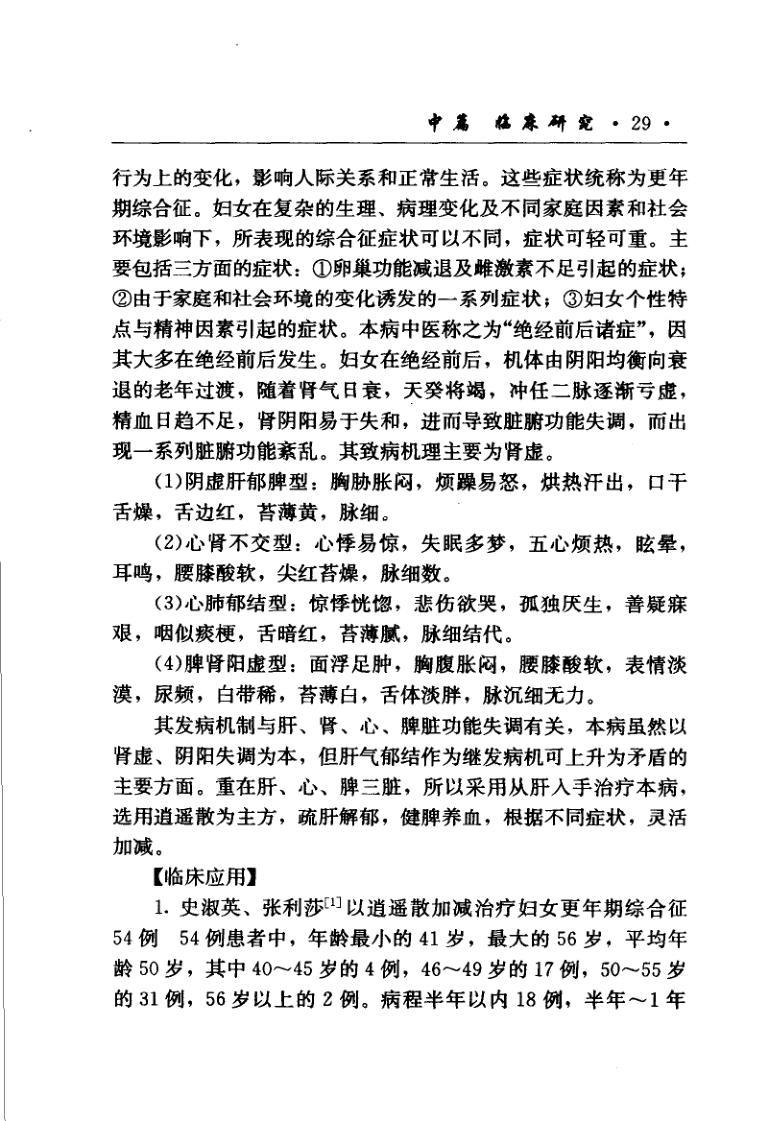 中篇 临床研究 · 29 ·
行为上的变化，影响人际关系和正常生活。这些症状统称为更年
期综合征。妇女在复杂的生理、病理变化及不同家庭因素和社会
环境影响下，所表现的综合征症状可以不同，症状可轻可重。主
要包括三方面的症状：①卵巢功能减退及雌激素不足引起的症状；
②由于家庭和社会环境的变化诱发的一系列症状；③妇女个性特
点与精神因素引起的症状。本病中医称之为“绝经前后诸症”，因
其大多在绝经前后发生。妇女在绝经前后，机体由阴阳均衡向衰
退的老年过渡，随着肾气日衰，天癸将竭，冲任二脉逐渐亏虚，
精血日趋不足，肾阴阳易于失和，进而导致脏腑功能失调，而出
现一系列脏腑功能紊乱。其致病机理主要为肾虚。
(1)阴虚肝郁脾型：胸胁胀闷，烦躁易怒，烘热汗出，口干
舌燥，舌边红，苔薄黄，脉细。
(2)心肾不交型：心悸易惊，失眠多梦，五心烦热，眩晕，
耳鸣，腰膝酸软，尖红苔燥，脉细数。
(3)心肺郁结型：惊悸恍惚，悲伤欲哭，孤独厌生，善疑寐
艰，咽似痰梗，舌暗红，苔薄腻，脉细结代。
(4)脾肾阳虚型：面浮足肿，胸腹胀闷，腰膝酸软，表情淡
漠，尿频，白带稀，苔薄白，舌体淡胖，脉沉细无力。
其发病机制与肝、肾、心、脾脏功能失调有关，本病虽然以
肾虚、阴阳失调为本，但肝气郁结作为继发病机可上升为矛盾的
主要方面。重在肝、心、脾三脏，所以采用从肝入手治疗本病，
选用逍遥散为主方，疏肝解郁，健脾养血，根据不同症状，灵活
加减。
【临床应用】
1. 史淑英、张利莎[1]以逍遥散加减治疗妇女更年期综合征
54 例 54 例患者中，年龄最小的 41 岁，最大的 56 岁，平均年
龄 50 岁，其中 40～45 岁的 4 例，46～49 岁的 17 例，50～55 岁
的 31 例，56 岁以上的 2 例。病程半年以内 18 例，半年～1 年